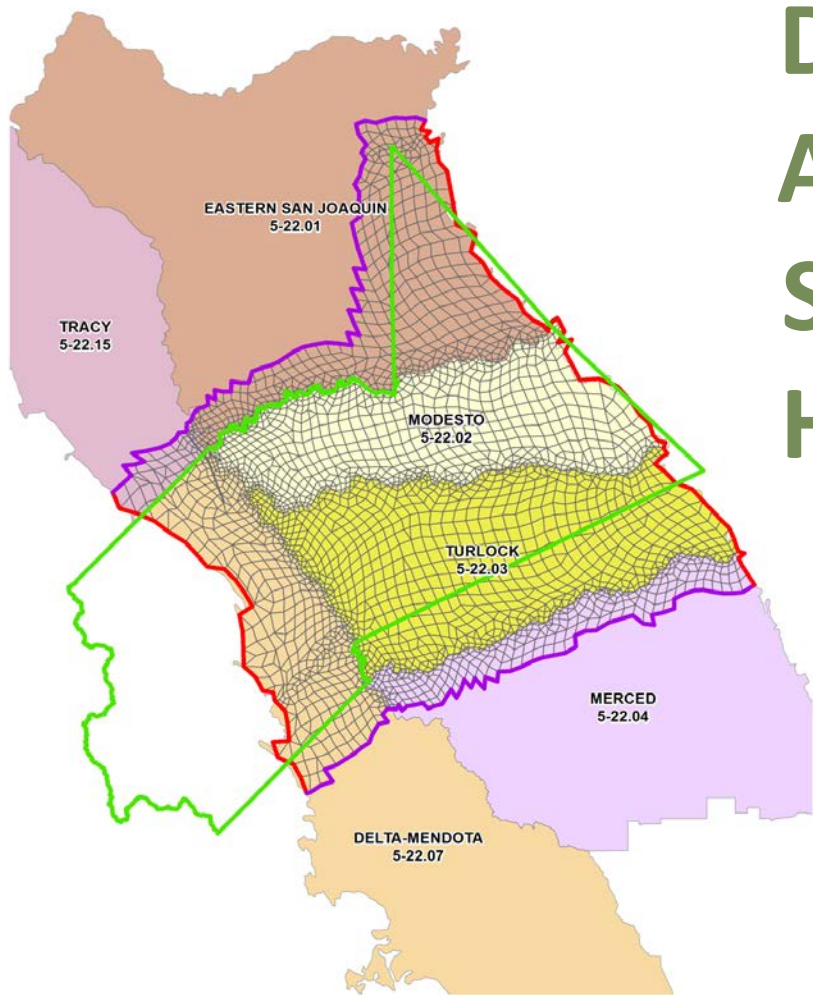 D
A
S
H
EASTERN SAN JOAQUIN
5-22.01
TRACY
5-22.15
MODESTO
5-22.02
TURLOCK
5-22.03
MERCED
5-22.04
DELTA-MENDOTA
5-22.07